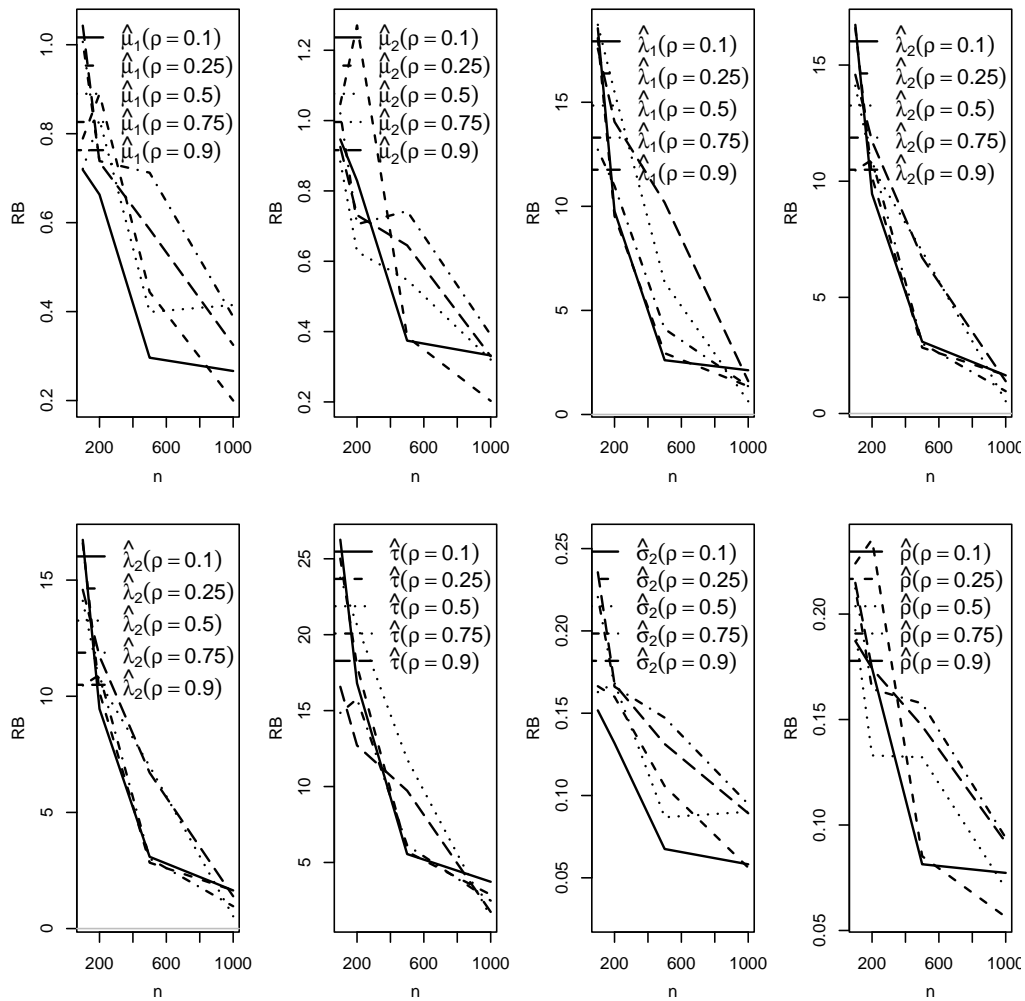 RB
0.2
0.4
0.6
0.8
1.0
μ̂₁(ρ = 0.1)
μ̂₁(ρ = 0.25)
μ̂₁(ρ = 0.5)
μ̂₁(ρ = 0.75)
μ̂₁(ρ = 0.9)
200 600 1000
n
RB
0.2
0.4
0.6
0.8
1.0
1.2
μ̂₂(ρ = 0.1)
μ̂₂(ρ = 0.25)
μ̂₂(ρ = 0.5)
μ̂₂(ρ = 0.75)
μ̂₂(ρ = 0.9)
200 600 1000
n
RB
0
5
10
15
λ̂₁(ρ = 0.1)
λ̂₁(ρ = 0.25)
λ̂₁(ρ = 0.5)
λ̂₁(ρ = 0.75)
λ̂₁(ρ = 0.9)
200 600 1000
n
RB
0
5
10
15
λ̂₂(ρ = 0.1)
λ̂₂(ρ = 0.25)
λ̂₂(ρ = 0.5)
λ̂₂(ρ = 0.75)
λ̂₂(ρ = 0.9)
200 600 1000
n
RB
0
5
10
15
λ̂₂(ρ = 0.1)
λ̂₂(ρ = 0.25)
λ̂₂(ρ = 0.5)
λ̂₂(ρ = 0.75)
λ̂₂(ρ = 0.9)
200 600 1000
n
RB
5
10
15
20
25
τ̂(ρ = 0.1)
τ̂(ρ = 0.25)
τ̂(ρ = 0.5)
τ̂(ρ = 0.75)
τ̂(ρ = 0.9)
200 600 1000
n
RB
0.05
0.10
0.15
0.20
0.25
σ̂₂(ρ = 0.1)
σ̂₂(ρ = 0.25)
σ̂₂(ρ = 0.5)
σ̂₂(ρ = 0.75)
σ̂₂(ρ = 0.9)
200 600 1000
n
RB
0.05
0.10
0.15
0.20
ρ̂(ρ = 0.1)
ρ̂(ρ = 0.25)
ρ̂(ρ = 0.5)
ρ̂(ρ = 0.75)
ρ̂(ρ = 0.9)
200 600 1000
n